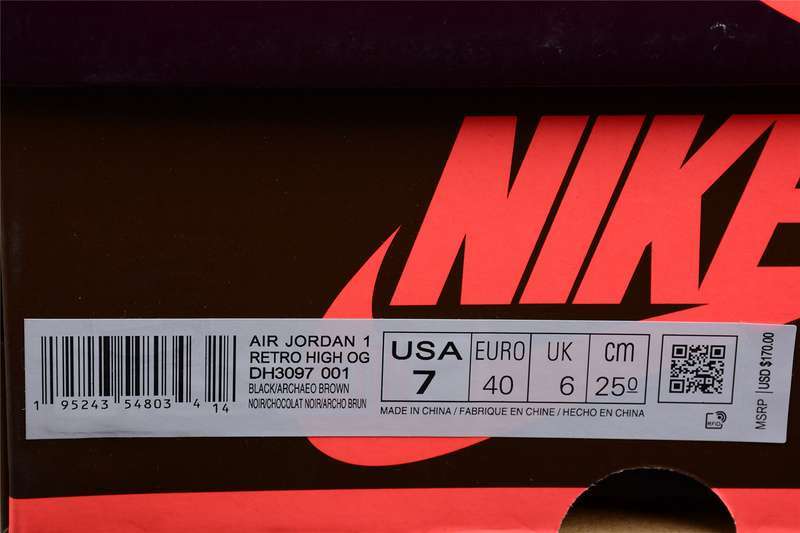 NIKE
AIR JORDAN 1
RETRO HIGH OG
DH3097 001
BLACK/ARCHAEO BROWN
NOIR/CHOCOLAT NOIR/ARCHO BRUN
1 95243 54803 4 14
USA EURO UK cm
7 40 6 25º
MADE IN CHINA / FABRIQUE EN CHINE / HECHO EN CHINA
RFID
MSRP USD $170.00